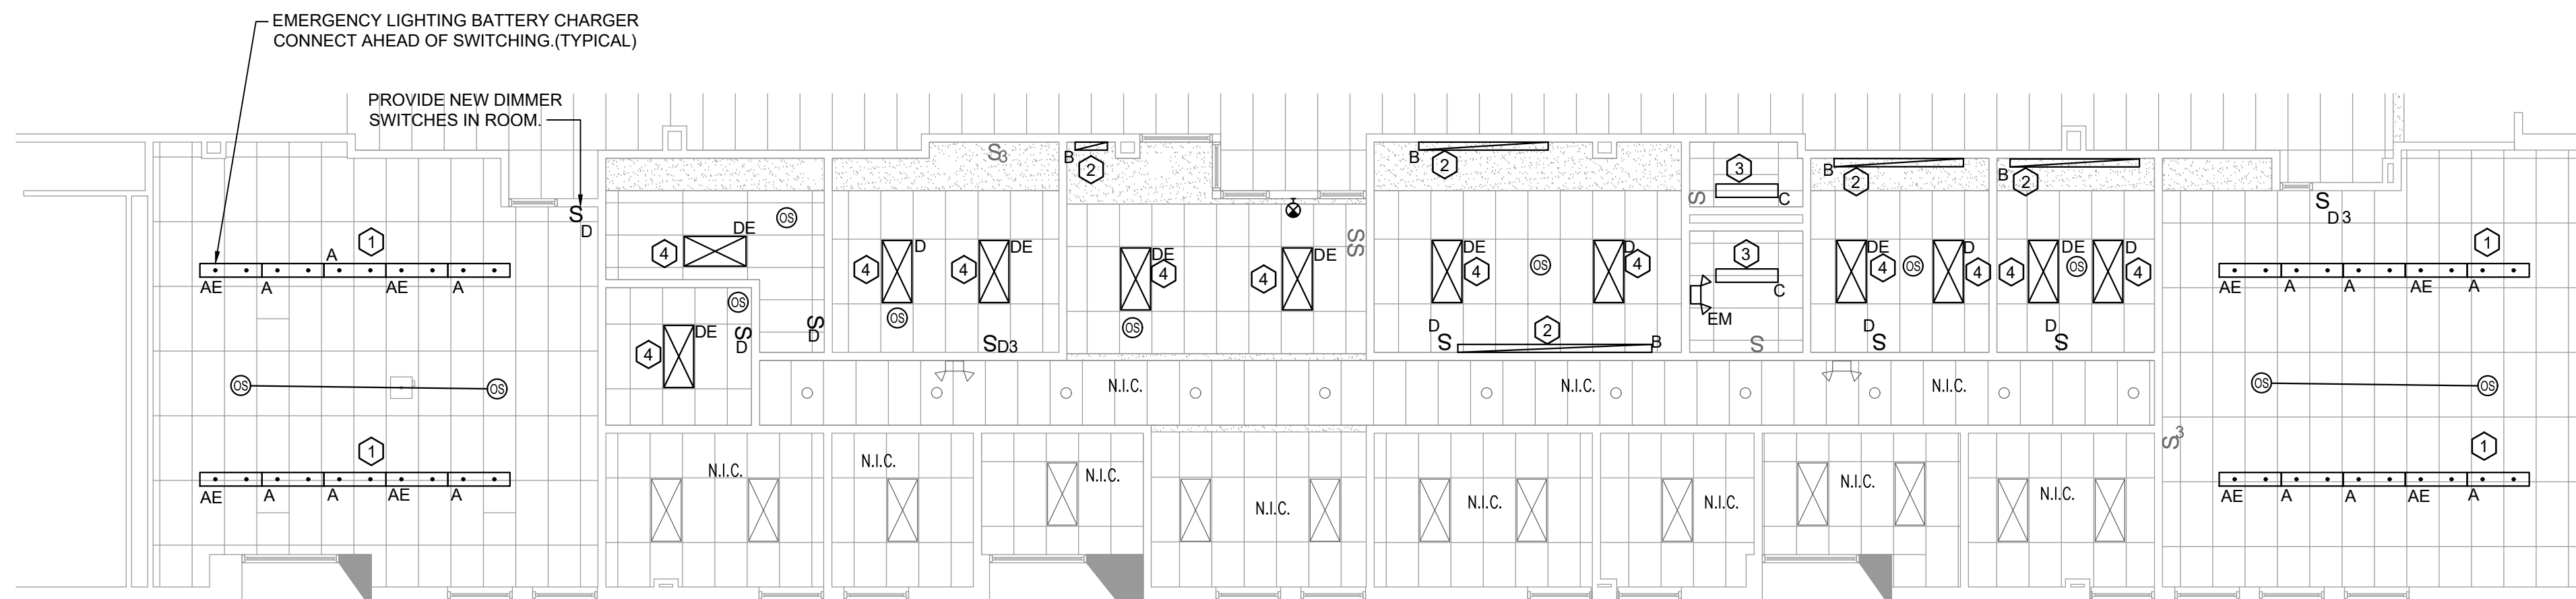 EMERGENCY LIGHTING BATTERY CHARGER
CONNECT AHEAD OF SWITCHING.(TYPICAL)
PROVIDE NEW DIMMER
SWITCHES IN ROOM.
S
D
1
A
AE
A
AE
A
OS
OS
1
AE
A
A
AE
A
DE
4
OS
OS
4
DE
S
D
S
D
S3
4
D
4
DE
OS
SD3
B
2
DE
4
4
DE
OS
SS
B
2
DE
4
OS
D
4
D
S
2
B
S
3
C
3
C
EM
S
B
2
DE
4
OS
D
4
D
S
B
2
4
DE
OS
D
4
D
S
S
D3
1
AE
A
A
AE
A
OS
OS
S3
1
AE
A
A
AE
A
N.I.C.
N.I.C.
N.I.C.
N.I.C.
N.I.C.
N.I.C.
N.I.C.
N.I.C.
N.I.C.
N.I.C.
N.I.C.